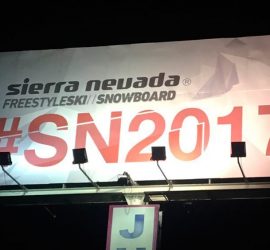 sierra nevada®
FREESTYLESKI//SNOWBOARD
#SN2017
J